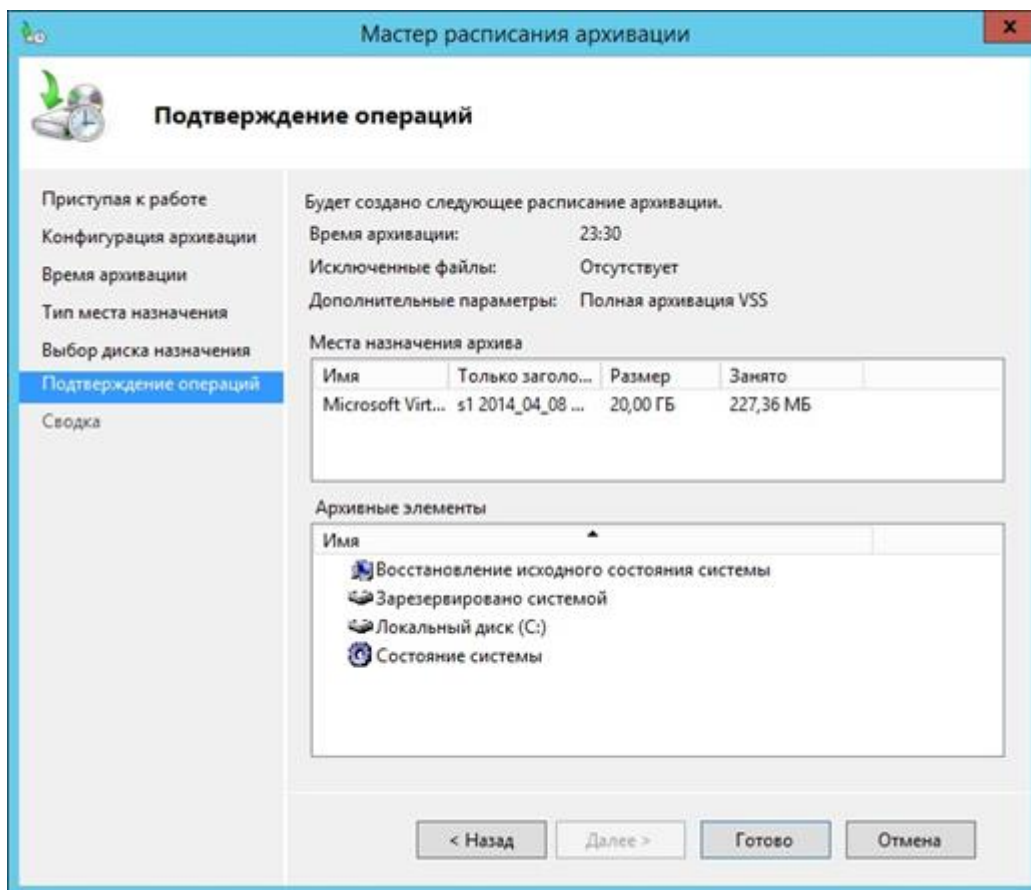 Мастер расписания архивации
x
Подтверждение операций
Приступая к работе
Конфигурация архивации
Время архивации
Тип места назначения
Выбор диска назначения
Подтверждение операций
Сводка
Будет создано следующее расписание архивации.
Время архивации: 23:30
Исключенные файлы: Отсутствует
Дополнительные параметры: Полная архивация VSS
Места назначения архива
Имя Только заголо... Размер Занято
Microsoft Virt... s1 2014_04_08 ... 20,00 ГБ 227,36 МБ
Архивные элементы
Имя
Восстановление исходного состояния системы
Зарезервировано системой
Локальный диск (C:)
Состояние системы
< Назад Далее > Готово Отмена